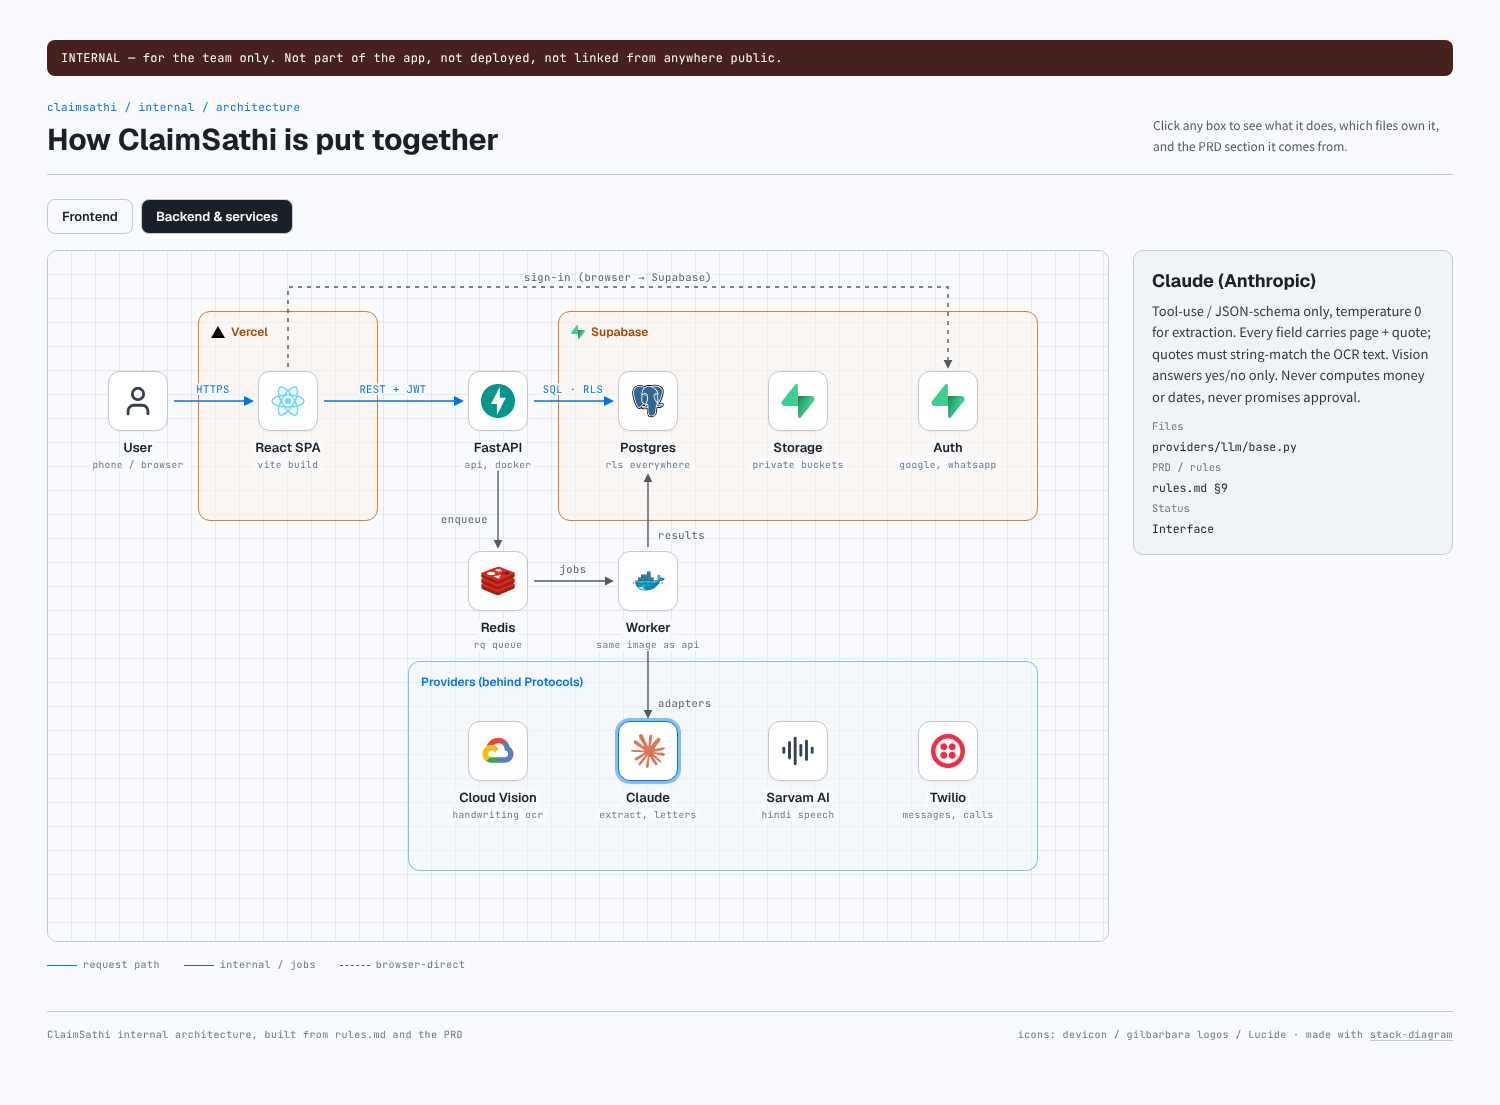 INTERNAL — for the team only. Not part of the app, not deployed, not linked from anywhere public.
claimsathi / internal / architecture
How ClaimSathi is put together
Click any box to see what it does, which files own it,
and the PRD section it comes from.
Frontend
Backend & services
sign-in (browser → Supabase)
Vercel
Supabase
HTTPS
REST + JWT
SQL · RLS
User
phone / browser
React SPA
vite build
FastAPI
api, docker
Postgres
rls everywhere
Storage
private buckets
Auth
google, whatsapp
enqueue
results
jobs
Redis
rq queue
Worker
same image as api
Providers (behind Protocols)
adapters
Cloud Vision
handwriting ocr
Claude
extract, letters
Sarvam AI
hindi speech
Twilio
messages, calls
Claude (Anthropic)
Tool-use / JSON-schema only, temperature 0
for extraction. Every field carries page + quote;
quotes must string-match the OCR text. Vision
answers yes/no only. Never computes money
or dates, never promises approval.
Files
providers/llm/base.py
PRD / rules
rules.md §9
Status
Interface
request path
internal / jobs
browser-direct
ClaimSathi internal architecture, built from rules.md and the PRD
icons: devicon / gilbarbara logos / Lucide · made with stack-diagram